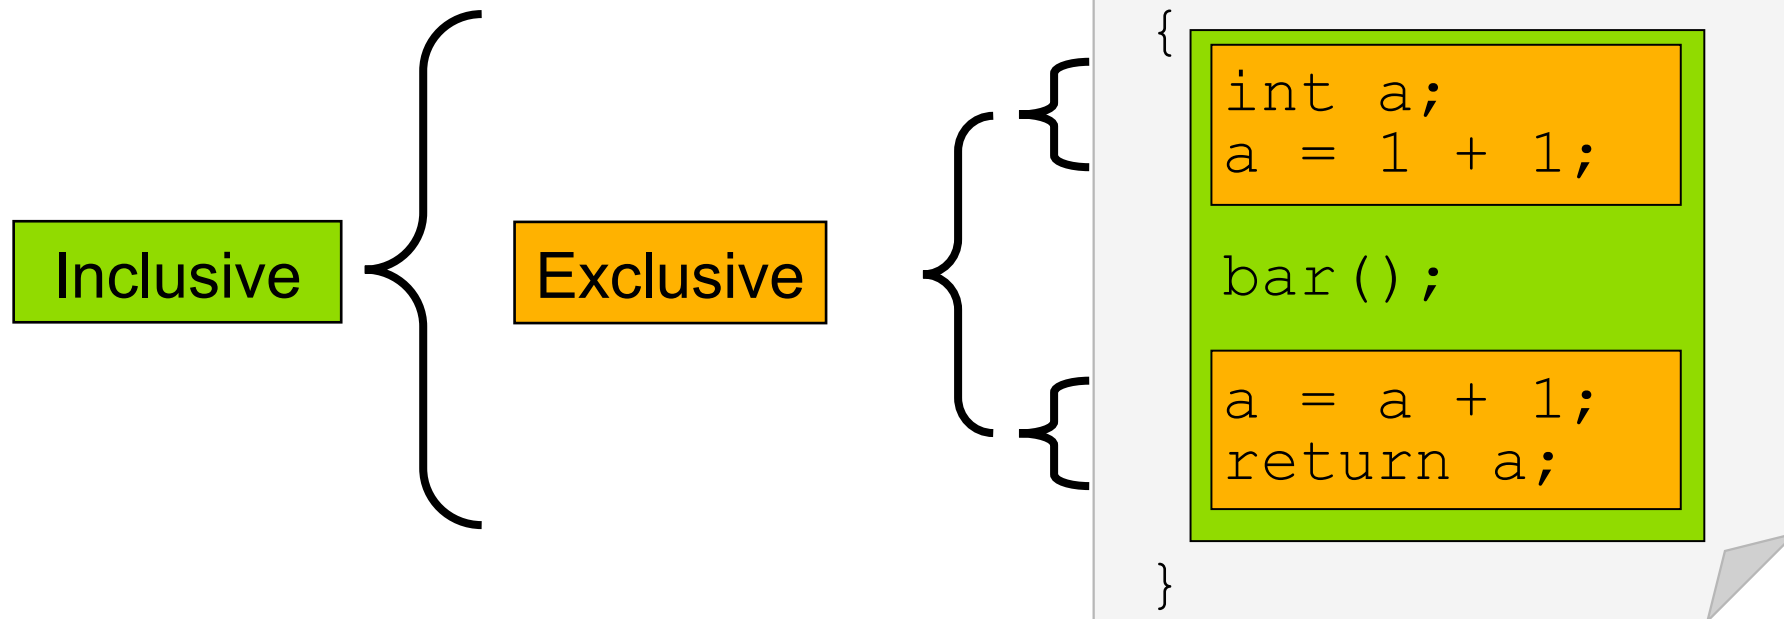 Inclusive
Exclusive
{
int a;
a = 1 + 1;
bar();
a = a + 1;
return a;
}